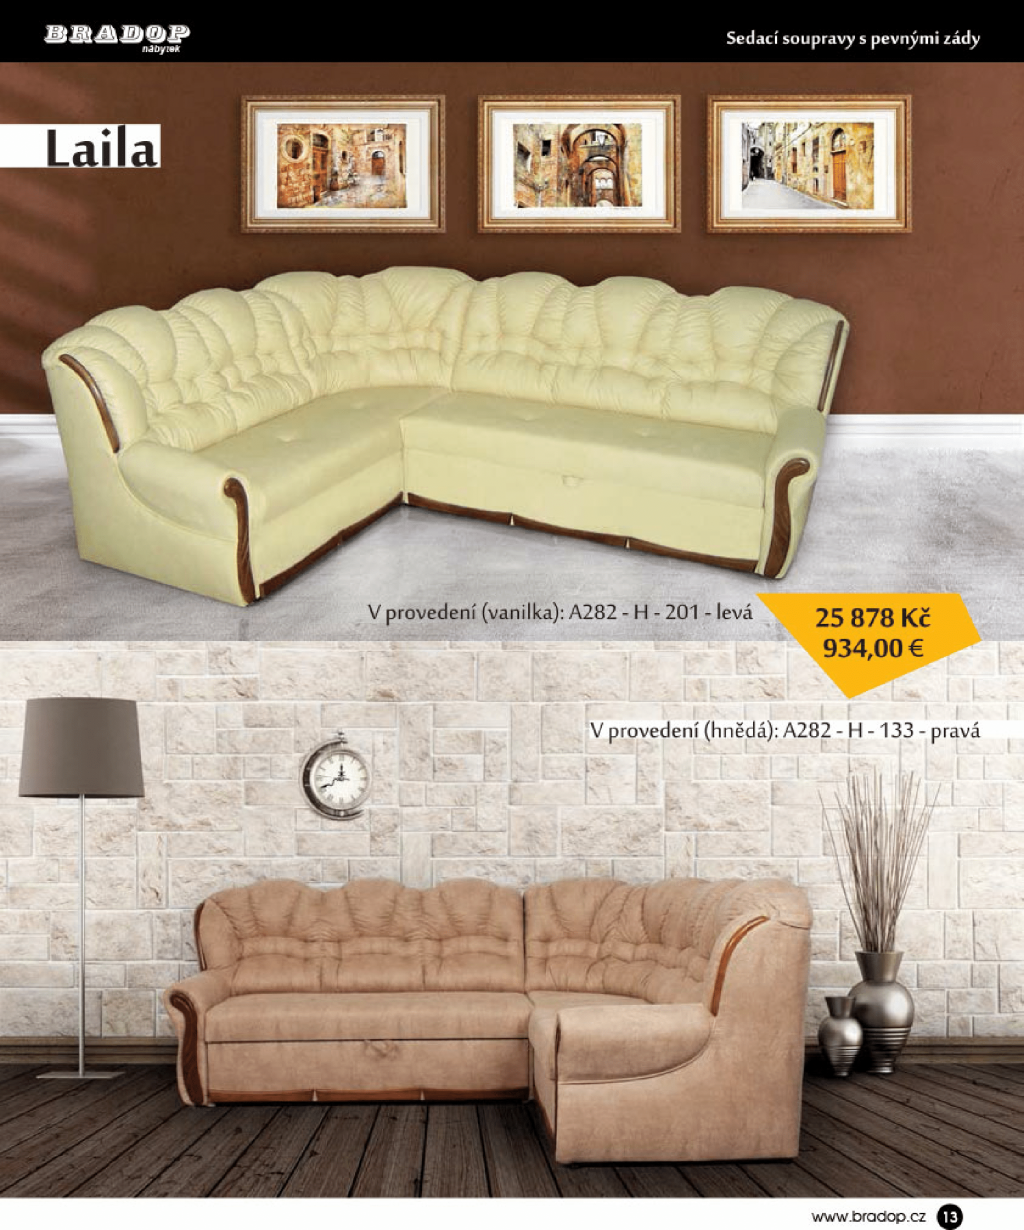 BRADOP
nábytek
Sedací soupravy s pevnými zády
Laila
V provedení (vanilka): A282 - H - 201 - levá
25 878 Kč
934,00 €
V provedení (hnědá): A282 - H - 133 - pravá
www.bradop.cz 13